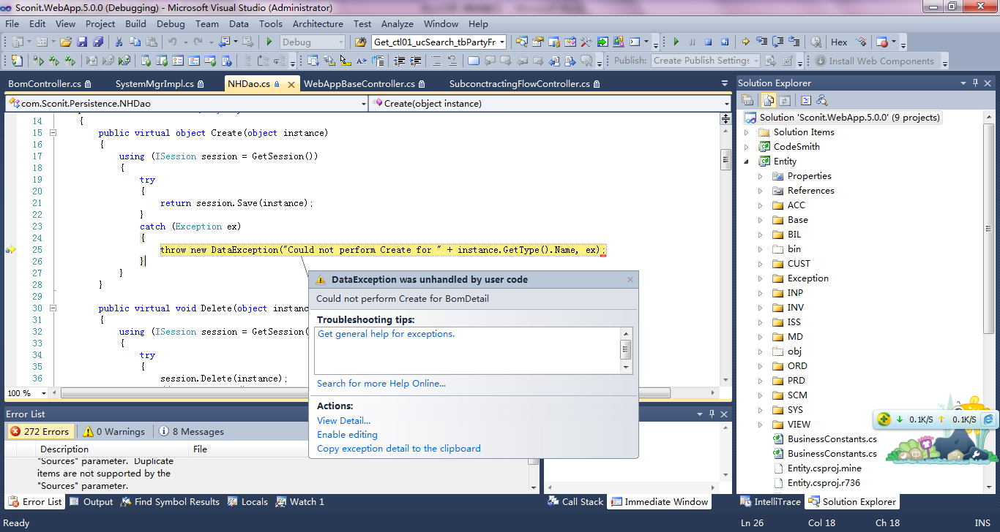 Sconit.WebApp.5.0.0 (Debugging) - Microsoft Visual Studio (Administrator)
File Edit View Project Build Debug Team Data Tools Architecture Test Analyze Window Help
Debug Get_ctl01_ucSearch_tbPartyFr Hex
Publish: Create Publish Settings Install Web Components
BomController.cs SystemMgrImpl.cs NHDao.cs WebAppBaseController.cs SubconctractingFlowController.cs
com.Sconit.Persistence.NHDao Create(object instance)
14 {
15 public virtual object Create(object instance)
16 {
17 using (ISession session = GetSession())
18 {
19 try
20 {
21 return session.Save(instance);
22 }
23 catch (Exception ex)
24 {
25 throw new DataException("Could not perform Create for " + instance.GetType().Name, ex);
26 }
27 }
28 }
29
30 public virtual void Delete(object instanc
31 {
32 using (ISession session = GetSession(
33 {
34 try
35 {
36 session.Delete(instance);
100 %
DataException was unhandled by user code
Could not perform Create for BomDetail
Troubleshooting tips:
Get general help for exceptions.
Search for more Help Online...
Actions:
View Detail...
Enable editing
Copy exception detail to the clipboard
Error List
272 Errors 0 Warnings 8 Messages
Description File
"Sources" parameter. Duplicate
items are not supported by the
"Sources" parameter.
Error List Output Find Symbol Results Locals Watch 1
Call Stack Immediate Window
Solution Explorer
Solution 'Sconit.WebApp.5.0.0' (9 projects)
Solution Items
CodeSmith
Entity
Properties
References
ACC
Base
BIL
bin
CUST
Exception
INP
INV
ISS
MD
obj
ORD
PRD
SCM
SYS
VIEW
BusinessConstants.cs
BusinessConstants.cs
Entity.csproj.mine
Entity.csproj.r736
0.1K/S 0.1K/S
IntelliTrace Solution Explorer
Ready Ln 26 Col 18 Ch 18 INS